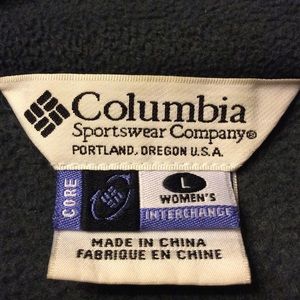 Columbia
Sportswear Company®
PORTLAND, OREGON U.S.A.
CORE
L
WOMEN'S
INTERCHANGE
MADE IN CHINA
FABRIQUE EN CHINE